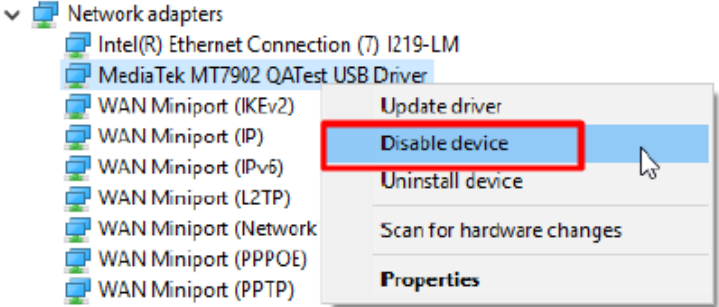 Network adapters
Intel(R) Ethernet Connection (7) I219-LM
MediaTek MT7902 QATest USB Driver
WAN Miniport (IKEv2)
WAN Miniport (IP)
WAN Miniport (IPv6)
WAN Miniport (L2TP)
WAN Miniport (Network
WAN Miniport (PPPOE)
WAN Miniport (PPTP)
Update driver
Disable device
Uninstall device
Scan for hardware changes
Properties